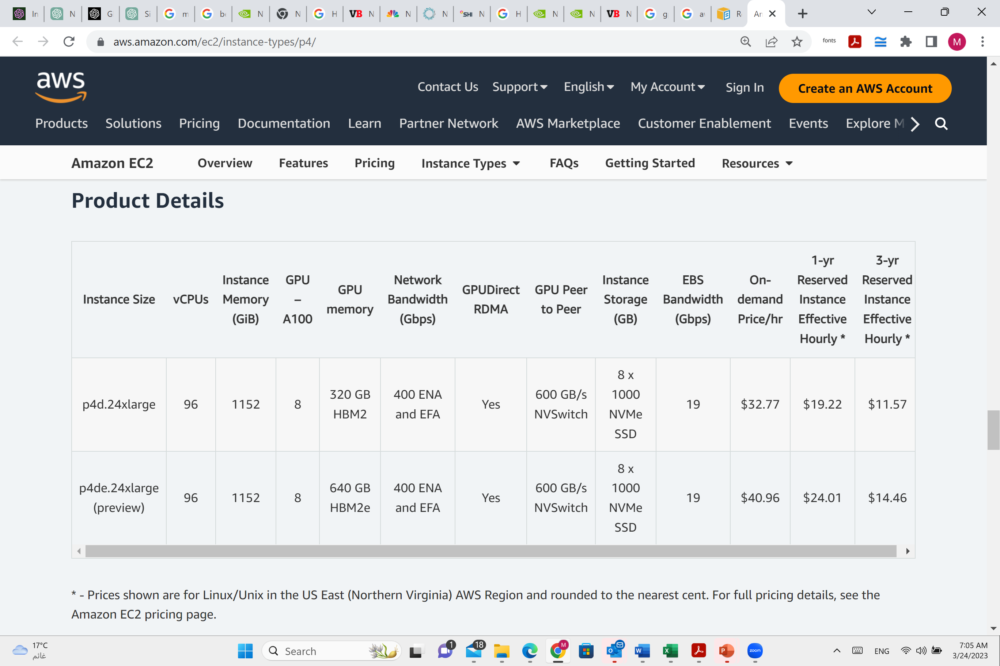 In
N
G
Si
G m
G b
N
N
H
VB N
N
N
SHI N
H
N
N
VB N
g
a
R
An
aws.amazon.com/ec2/instance-types/p4/
fonts
M
aws
Contact Us Support English My Account Sign In Create an AWS Account
Products Solutions Pricing Documentation Learn Partner Network AWS Marketplace Customer Enablement Events Explore M
Amazon EC2 Overview Features Pricing Instance Types FAQs Getting Started Resources
Product Details
Instance Size
vCPUs
Instance
Memory
(GiB)
GPU
–
A100
GPU
memory
Network
Bandwidth
(Gbps)
GPUDirect
RDMA
GPU Peer
to Peer
Instance
Storage
(GB)
EBS
Bandwidth
(Gbps)
On-
demand
Price/hr
1-yr
Reserved
Instance
Effective
Hourly *
3-yr
Reserved
Instance
Effective
Hourly *
p4d.24xlarge
96
1152
8
320 GB
HBM2
400 ENA
and EFA
Yes
600 GB/s
NVSwitch
8 x
1000
NVMe
SSD
19
$32.77
$19.22
$11.57
p4de.24xlarge
(preview)
96
1152
8
640 GB
HBM2e
400 ENA
and EFA
Yes
600 GB/s
NVSwitch
8 x
1000
NVMe
SSD
19
$40.96
$24.01
$14.46
* - Prices shown are for Linux/Unix in the US East (Northern Virginia) AWS Region and rounded to the nearest cent. For full pricing details, see the
Amazon EC2 pricing page.
17°C
غائم
Search
1
18
M
zoom
ENG
7:05 AM
3/24/2023